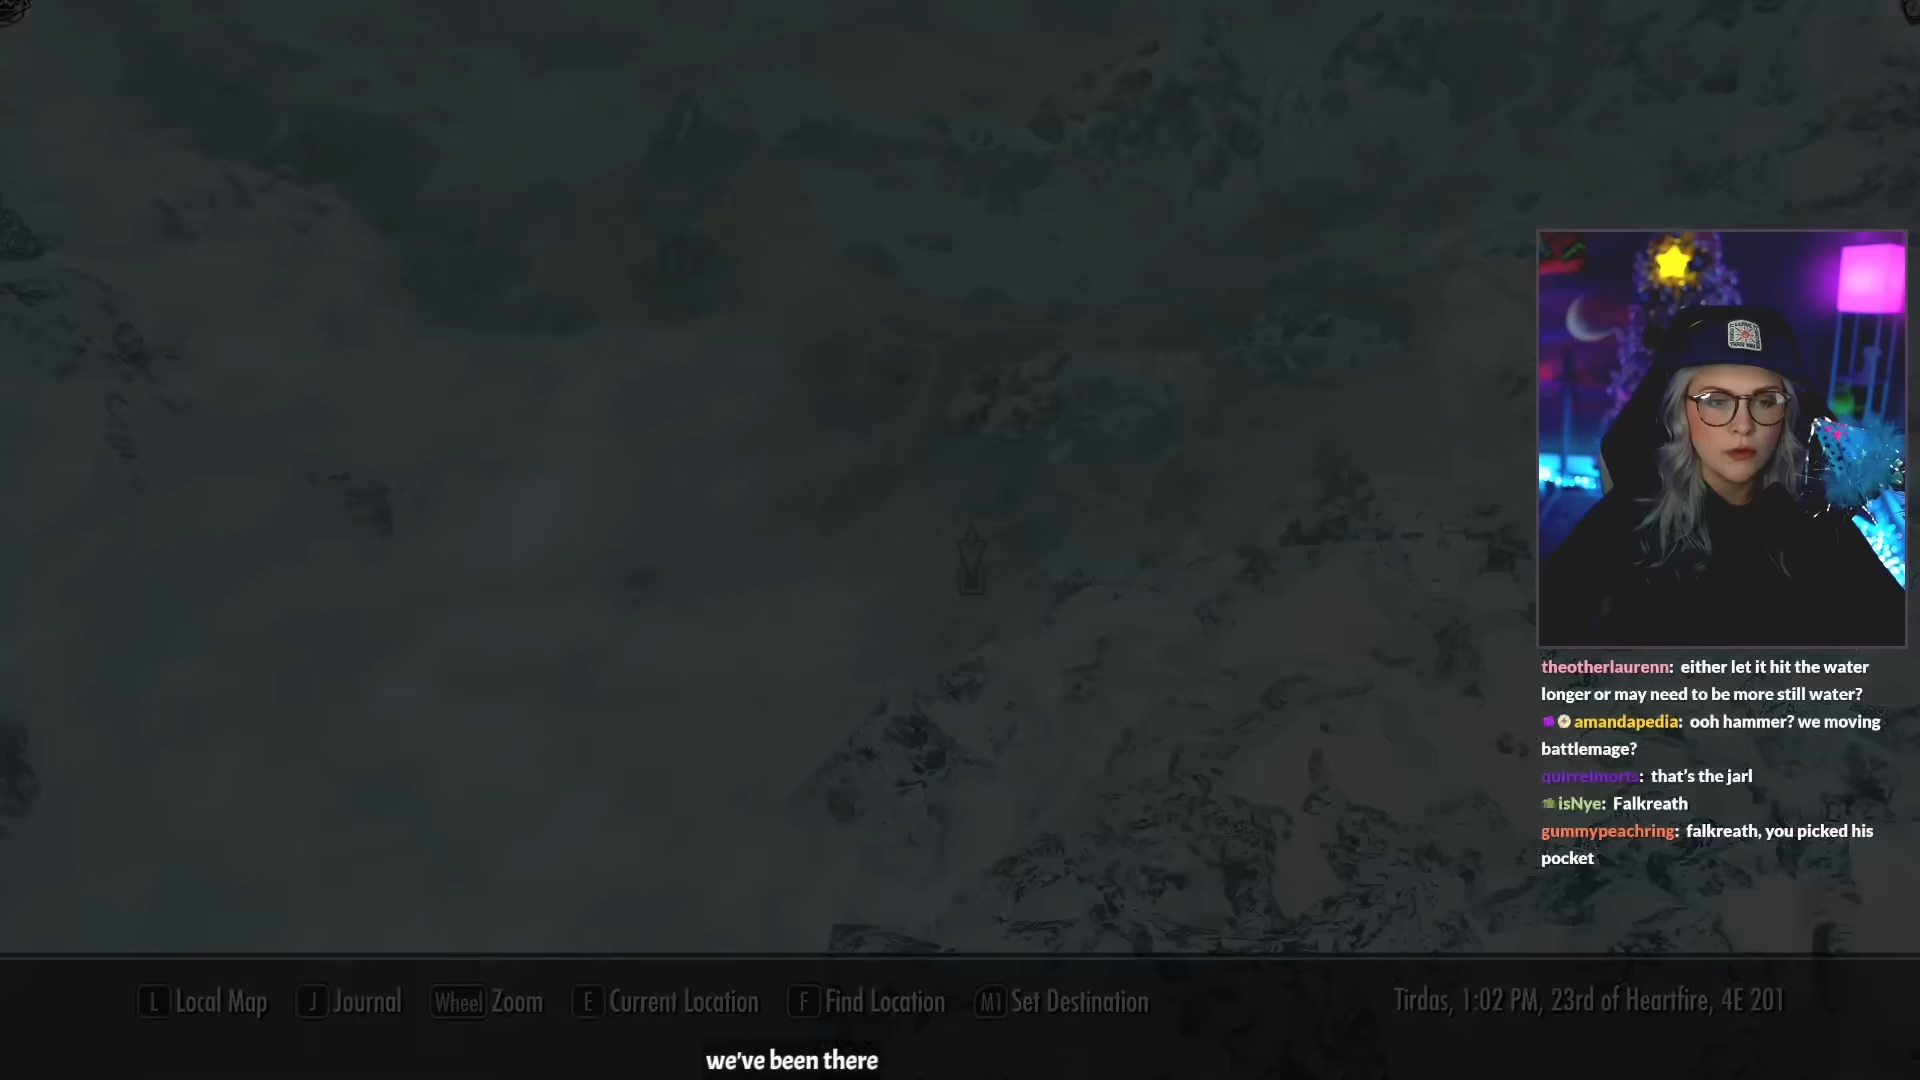 theotherlaurenn: either let it hit the water
longer or may need to be more still water?
amandapedia: ooh hammer? we moving
battlemage?
quirrelmorts: that's the jarl
isNye: Falkreath
gummypeachring: falkreath, you picked his
pocket
L Local Map J Journal Wheel Zoom E Current Location F Find Location M1 Set Destination Tirdas, 1:02 PM, 23rd of Heartfire, 4E 201
we've been there